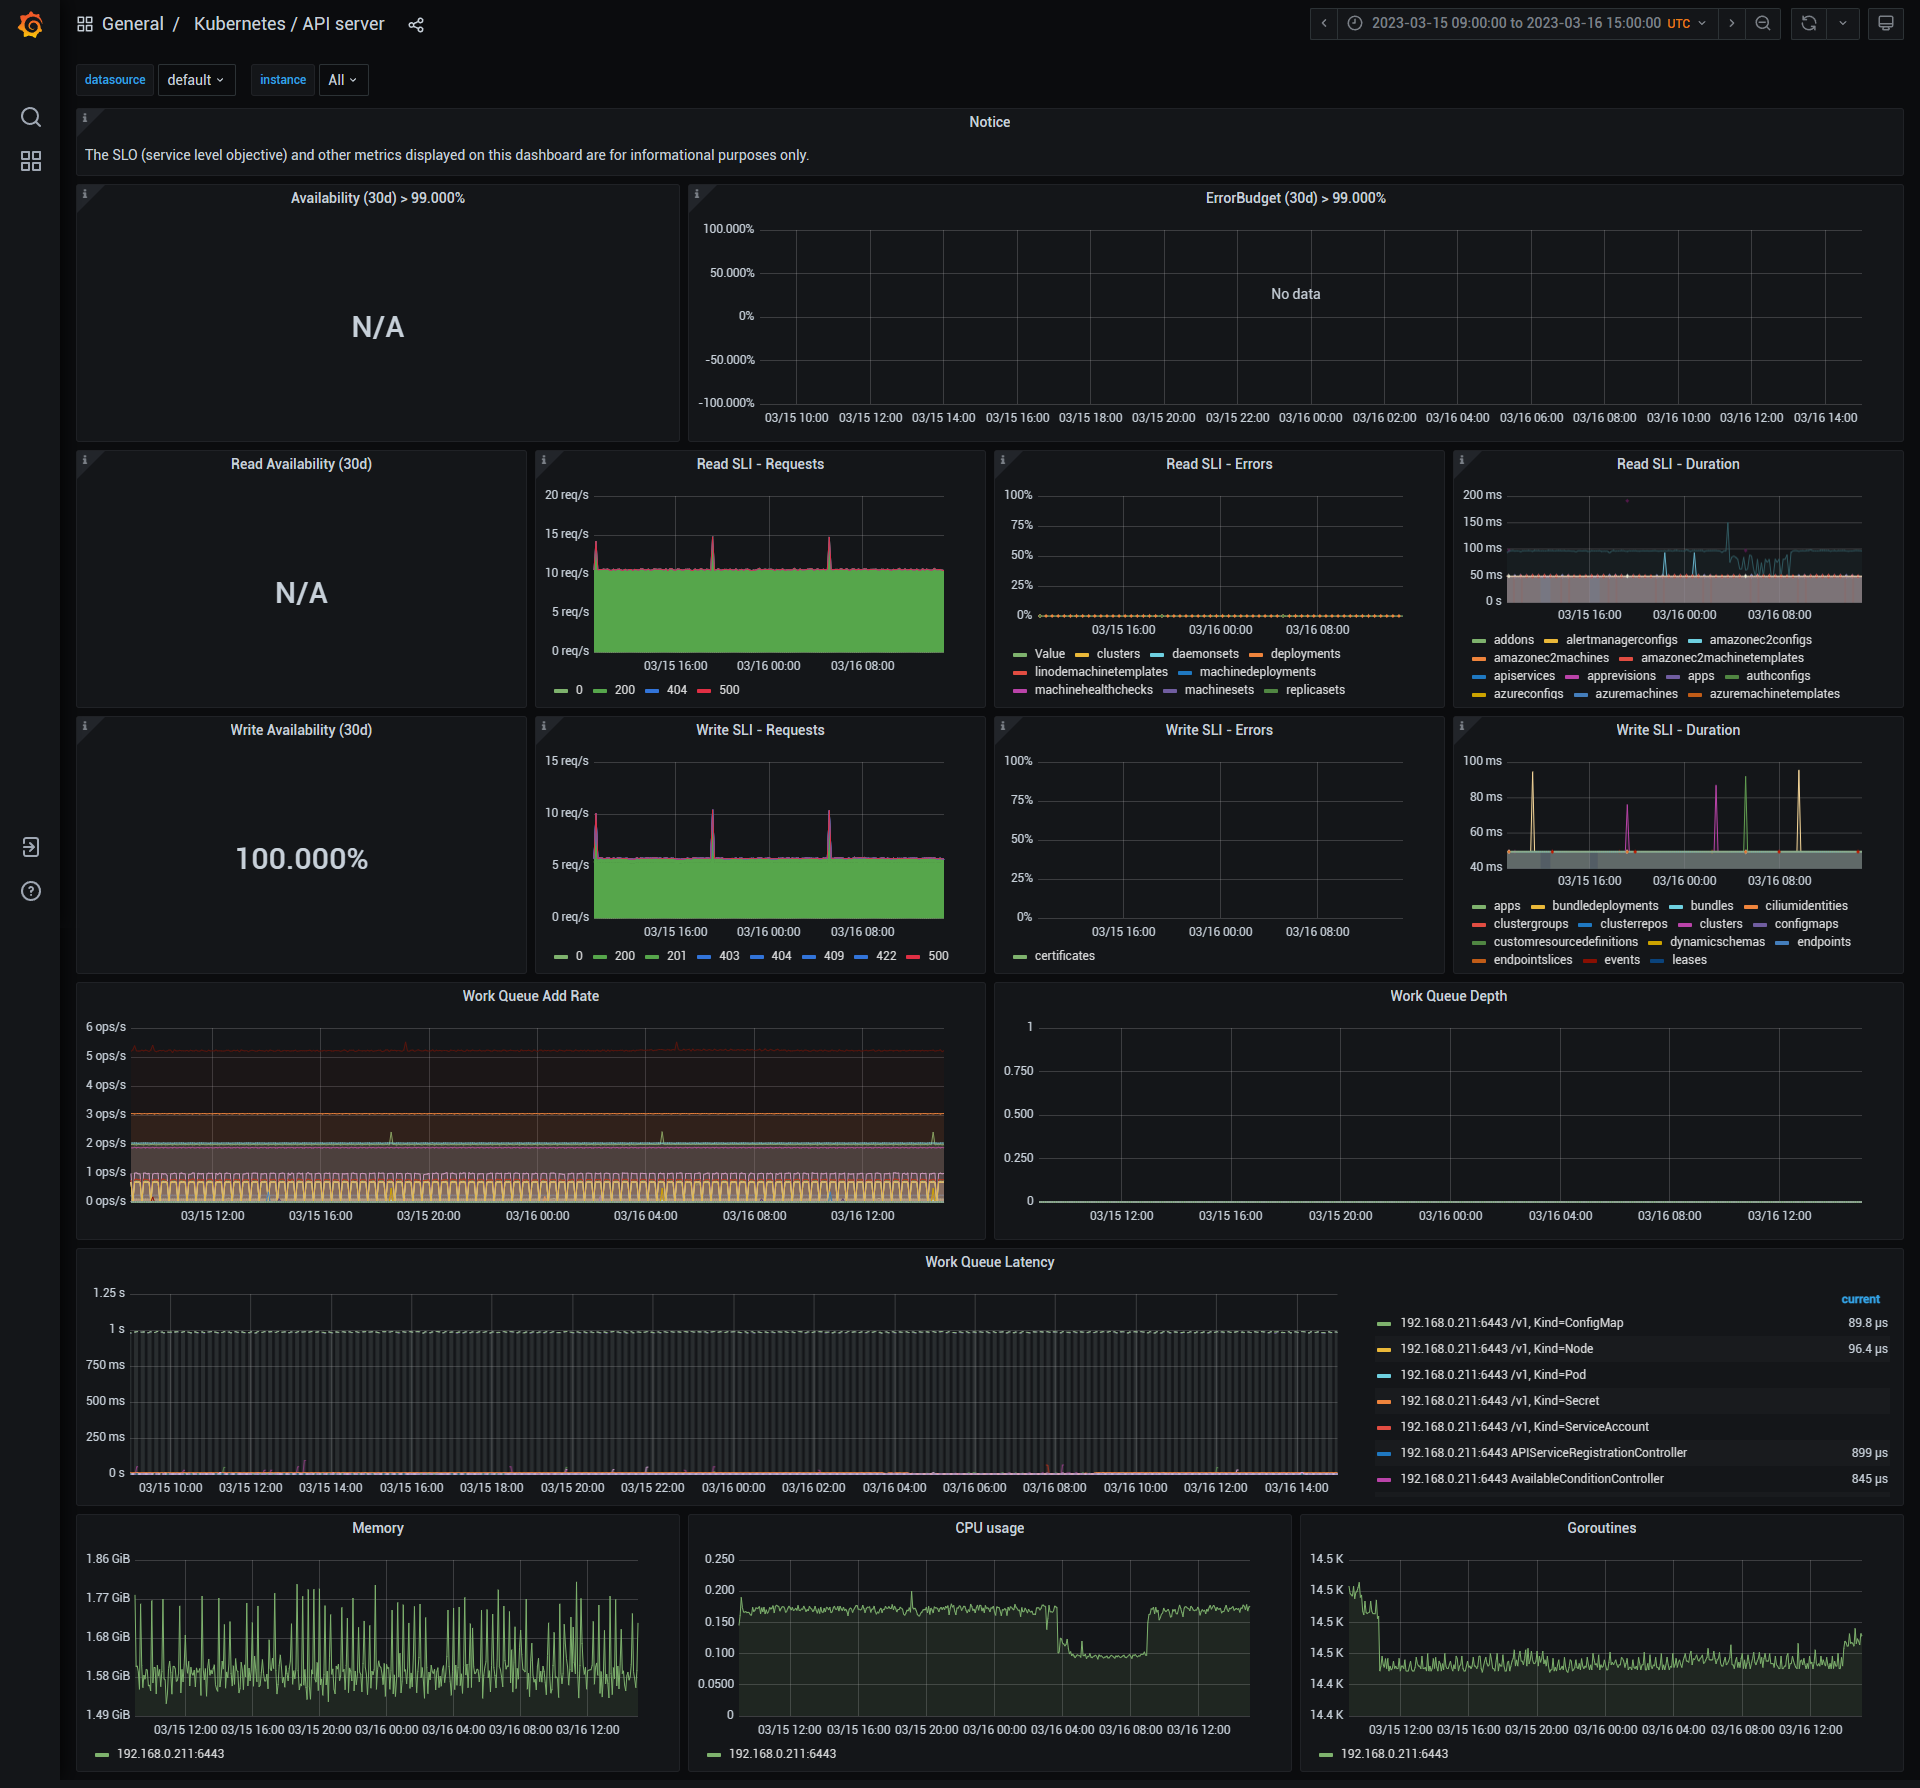 General / Kubernetes / API server
2023-03-15 09:00:00 to 2023-03-16 15:00:00 UTC
datasource default instance All
Notice
The SLO (service level objective) and other metrics displayed on this dashboard are for informational purposes only.
Availability (30d) > 99.000%
N/A
ErrorBudget (30d) > 99.000%
100.000%
50.000%
No data
0%
-50.000%
-100.000%
03/15 10:00 03/15 12:00 03/15 14:00 03/15 16:00 03/15 18:00 03/15 20:00 03/15 22:00 03/16 00:00 03/16 02:00 03/16 04:00 03/16 06:00 03/16 08:00 03/16 10:00 03/16 12:00 03/16 14:00
Read Availability (30d)
N/A
Read SLI - Requests
20 req/s
15 req/s
10 req/s
5 req/s
0 req/s
03/15 16:00 03/16 00:00 03/16 08:00
0 200 404 500
Read SLI - Errors
100%
75%
50%
25%
0%
03/15 16:00 03/16 00:00 03/16 08:00
Value clusters daemonsets deployments
linodemachinetemplates machinedeployments
machinehealthchecks machinesets replicasets
Read SLI - Duration
200 ms
150 ms
100 ms
50 ms
0 s
03/15 16:00 03/16 00:00 03/16 08:00
addons alertmanagerconfigs amazonec2configs
amazonec2machines amazonec2machinetemplates
apiservices apprevisions apps authconfigs
azureconfigs azuremachines azuremachinetemplates
Write Availability (30d)
100.000%
Write SLI - Requests
15 req/s
10 req/s
5 req/s
0 req/s
03/15 16:00 03/16 00:00 03/16 08:00
0 200 201 403 404 409 422 500
Write SLI - Errors
100%
75%
50%
25%
0%
03/15 16:00 03/16 00:00 03/16 08:00
certificates
Write SLI - Duration
100 ms
80 ms
60 ms
40 ms
03/15 16:00 03/16 00:00 03/16 08:00
apps bundledeployments bundles ciliumidentities
clustergroups clusterrepos clusters configmaps
customresourcedefinitions dynamicschemas endpoints
endpointslices events leases
Work Queue Add Rate
6 ops/s
5 ops/s
4 ops/s
3 ops/s
2 ops/s
1 ops/s
0 ops/s
03/15 12:00 03/15 16:00 03/15 20:00 03/16 00:00 03/16 04:00 03/16 08:00 03/16 12:00
Work Queue Depth
1
0.750
0.500
0.250
0
03/15 12:00 03/15 16:00 03/15 20:00 03/16 00:00 03/16 04:00 03/16 08:00 03/16 12:00
Work Queue Latency
1.25 s
1 s
750 ms
500 ms
250 ms
0 s
03/15 10:00 03/15 12:00 03/15 14:00 03/15 16:00 03/15 18:00 03/15 20:00 03/15 22:00 03/16 00:00 03/16 02:00 03/16 04:00 03/16 06:00 03/16 08:00 03/16 10:00 03/16 12:00 03/16 14:00
current
192.168.0.211:6443 /v1, Kind=ConfigMap 89.8 µs
192.168.0.211:6443 /v1, Kind=Node 96.4 µs
192.168.0.211:6443 /v1, Kind=Pod
192.168.0.211:6443 /v1, Kind=Secret
192.168.0.211:6443 /v1, Kind=ServiceAccount
192.168.0.211:6443 APIServiceRegistrationController 899 µs
192.168.0.211:6443 AvailableConditionController 845 µs
Memory
1.86 GiB
1.77 GiB
1.68 GiB
1.58 GiB
1.49 GiB
03/15 12:00 03/15 16:00 03/15 20:00 03/16 00:00 03/16 04:00 03/16 08:00 03/16 12:00
192.168.0.211:6443
CPU usage
0.250
0.200
0.150
0.100
0.0500
0
03/15 12:00 03/15 16:00 03/15 20:00 03/16 00:00 03/16 04:00 03/16 08:00 03/16 12:00
192.168.0.211:6443
Goroutines
14.5 K
14.5 K
14.5 K
14.5 K
14.4 K
14.4 K
03/15 12:00 03/15 16:00 03/15 20:00 03/16 00:00 03/16 04:00 03/16 08:00 03/16 12:00
192.168.0.211:6443